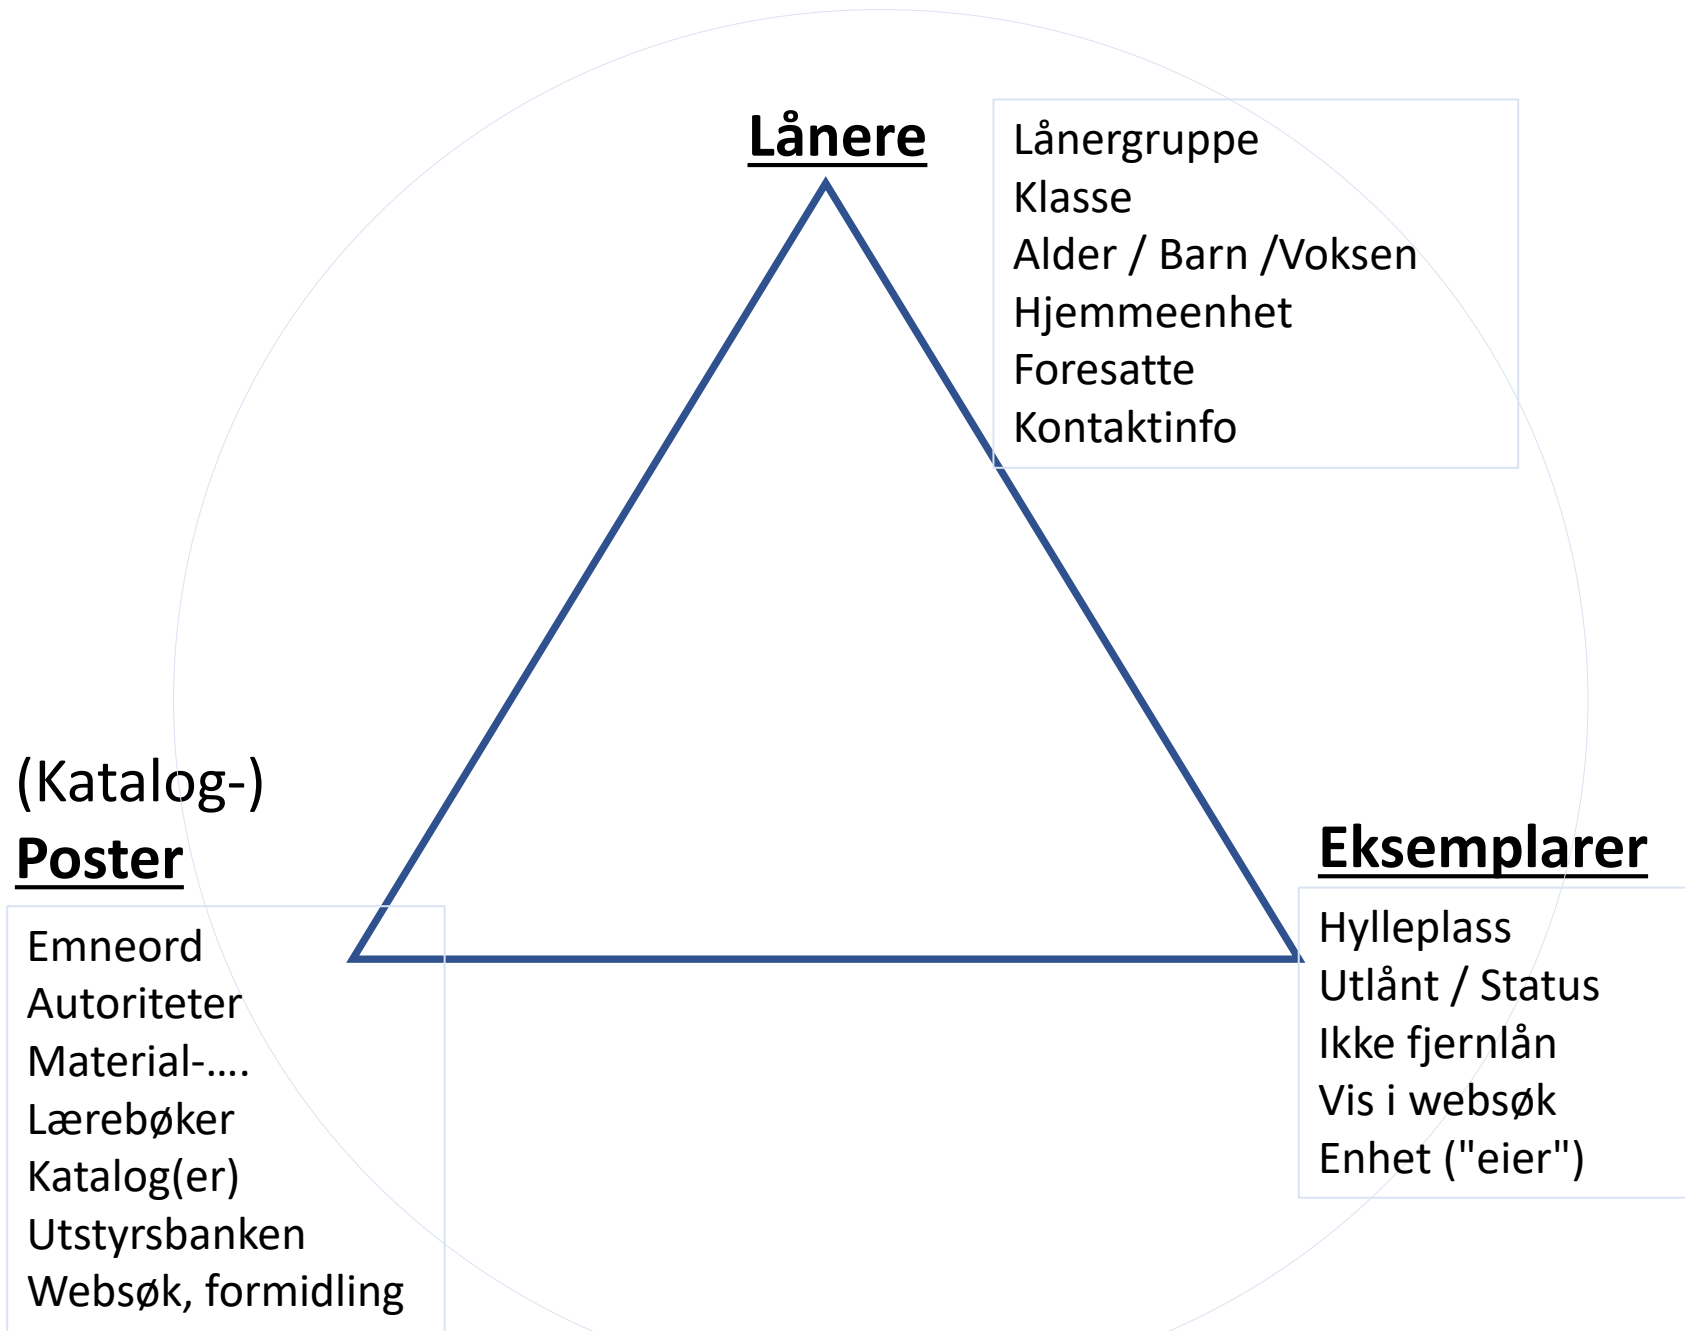 Lånere
Lånergruppe
Klasse
Alder / Barn /Voksen
Hjemmeenhet
Foresatte
Kontaktinfo
(Katalog-)
Poster
Emneord
Autoriteter
Material-....
Lærebøker
Katalog(er)
Utstyrsbanken
Websøk, formidling
Eksemplarer
Hylleplass
Utlånt / Status
Ikke fjernlån
Vis i websøk
Enhet ("eier")